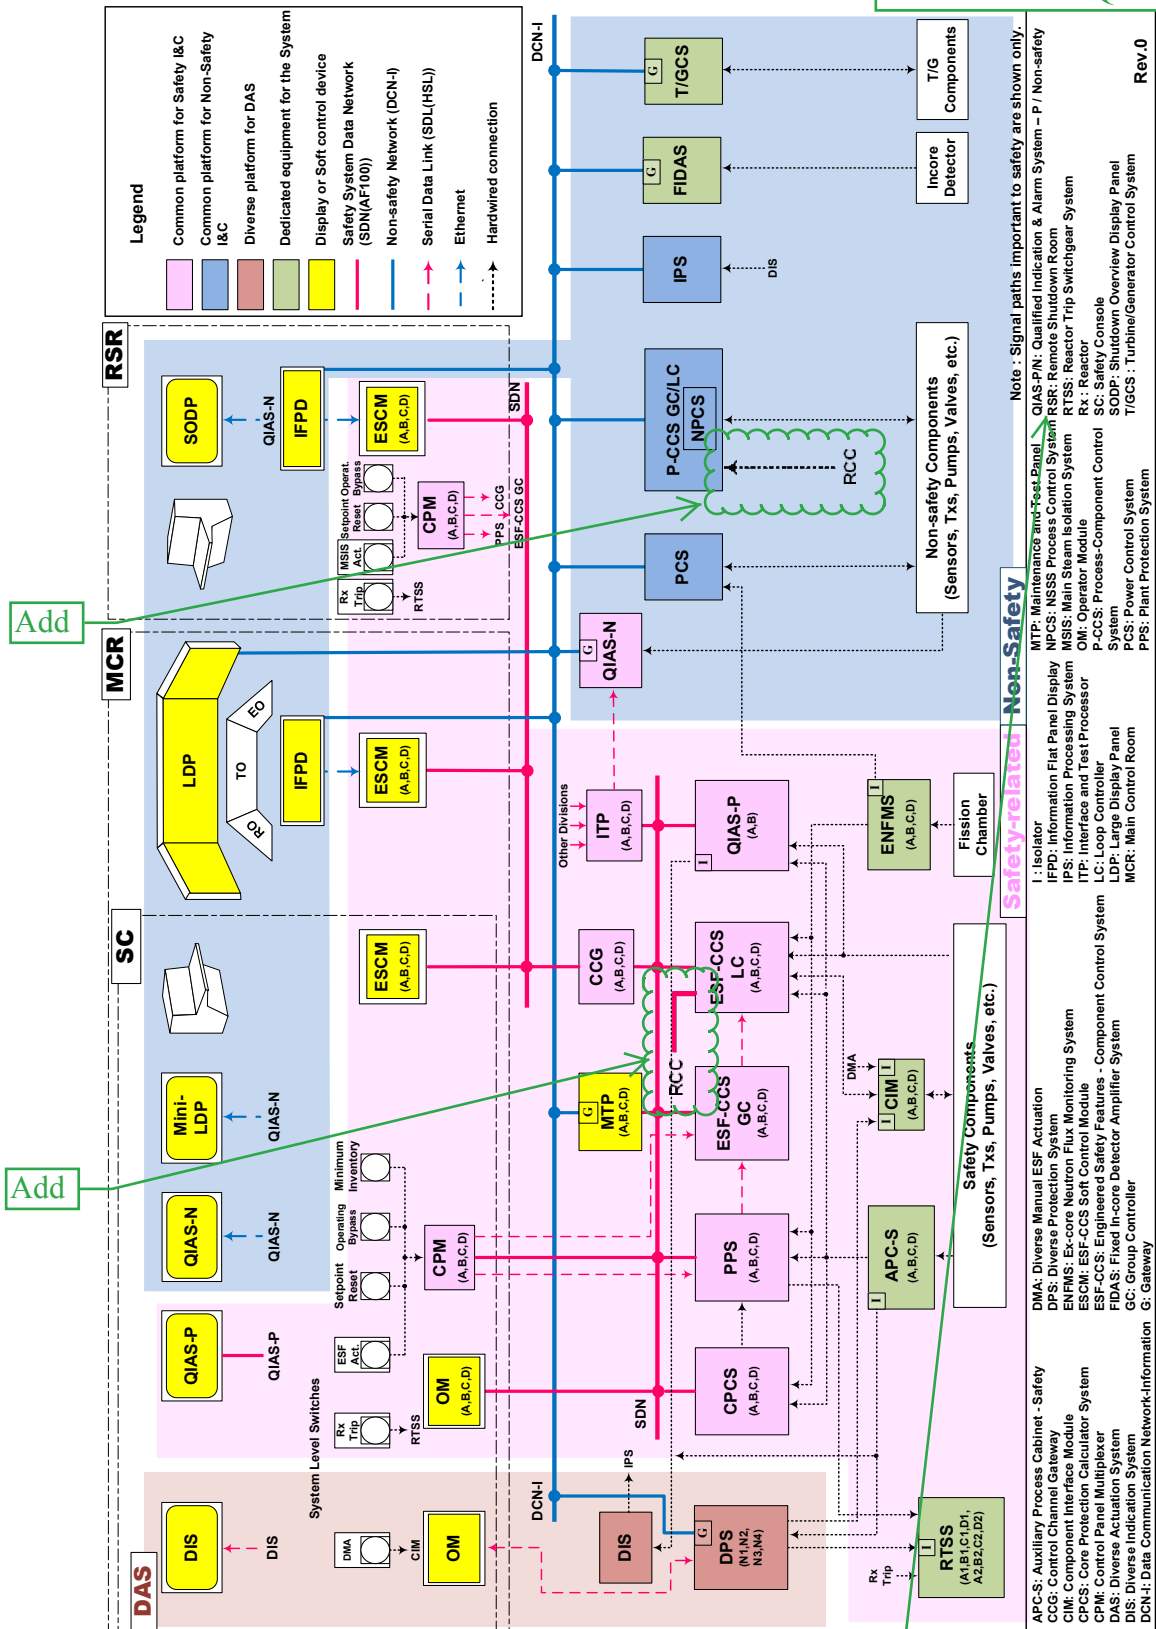 Add
Add
DAS
SC
MCR
RSR
DIS
DIS
QIAS-P
QIAS-P
QIAS-N
QIAS-N
Mini-
LDP
QIAS-N
LDP
RO
TO
EO
SODP
QIAS-N
IFPD
IFPD
System Level Switches
DMA
CIM
OM
Rx
Trip
RTSS
ESF
Act.
Setpoint
Reset
Operating
Bypass
Minimum
Inventory
OM
(A,B,C,D)
CPM
(A,B,C,D)
ESCM
(A,B,C,D)
ESCM
(A,B,C,D)
ESCM
(A,B,C,D)
Rx
Trip
RTSS
MSIS
Act.
Setpoint
Reset
Operat.
Bypass
CPM
(A,B,C,D)
PPS
CCG
ESF-CCS GC
SDN
DCN-I
DCN-I
Legend
Common platform for Safety I&C
Common platform for Non-Safety
I&C
Diverse platform for DAS
Dedicated equipment for the System
Display or Soft control device
Safety System Data Network
(SDN(AF100))
Non-safety Network (DCN-I)
Serial Data Link (SDL(HSL))
Ethernet
Hardwired connection
DIS
IPS
SDN
G
MTP
(A,B,C,D)
CCG
(A,B,C,D)
Other Divisions
ITP
(A,B,C,D)
G
QIAS-N
PCS
P-CCS GC/LC
NPCS
RCC
IPS
DIS
G
FIDAS
G
T/GCS
G
DPS
(N1,N2,
N3,N4)
CPCS
(A,B,C,D)
PPS
(A,B,C,D)
ESF-CCS
GC
(A,B,C,D)
RCC
ESF-CCS
LC
(A,B,C,D)
I
QIAS-P
(A,B)
Rx
Trip
I
RTSS
(A1,B1,C1,D1,
A2,B2,C2,D2)
I
APC-S
(A,B,C,D)
DMA
I
I
CIM
(A,B,C,D)
I
ENFMS
(A,B,C,D)
Safety Components
(Sensors, Txs, Pumps, Valves, etc.)
Fission
Chamber
Non-safety Components
(Sensors, Txs, Pumps, Valves, etc.)
Incore
Detector
T/G
Components
Safety-related
Non-Safety
Note : Signal paths important to safety are shown only.
APC-S: Auxiliary Process Cabinet - Safety
CCG: Control Channel Gateway
CIM: Component Interface Module
CPCS: Core Protection Calculator System
CPM: Control Panel Multiplexer
DAS: Diverse Actuation System
DIS: Diverse Indication System
DCN-I: Data Communication Network-Information
DMA: Diverse Manual ESF Actuation
DPS: Diverse Protection System
ENFMS: Ex-core Neutron Flux Monitoring System
ESCM: ESF-CCS Soft Control Module
ESF-CCS: Engineered Safety Features - Component Control System
FIDAS: Fixed In-core Detector Amplifier System
GC: Group Controller
G: Gateway
I : Isolator
IFPD: Information Flat Panel Display
IPS: Information Processing System
ITP: Interface and Test Processor
LC: Loop Controller
LDP: Large Display Panel
MCR: Main Control Room
MTP: Maintenance and Test Panel
NPCS: NSSS Process Control System
MSIS: Main Steam Isolation System
OM: Operator Module
P-CCS: Process-Component Control
System
PCS: Power Control System
PPS: Plant Protection System
QIAS-P/N: Qualified Indication & Alarm System – P / Non-safety
RSR: Remote Shutdown Room
RTSS: Reactor Trip Switchgear System
Rx : Reactor
SC: Safety Console
SODP: Shutdown Overview Display Panel
T/GCS : Turbine/Generator Control System
Rev.0